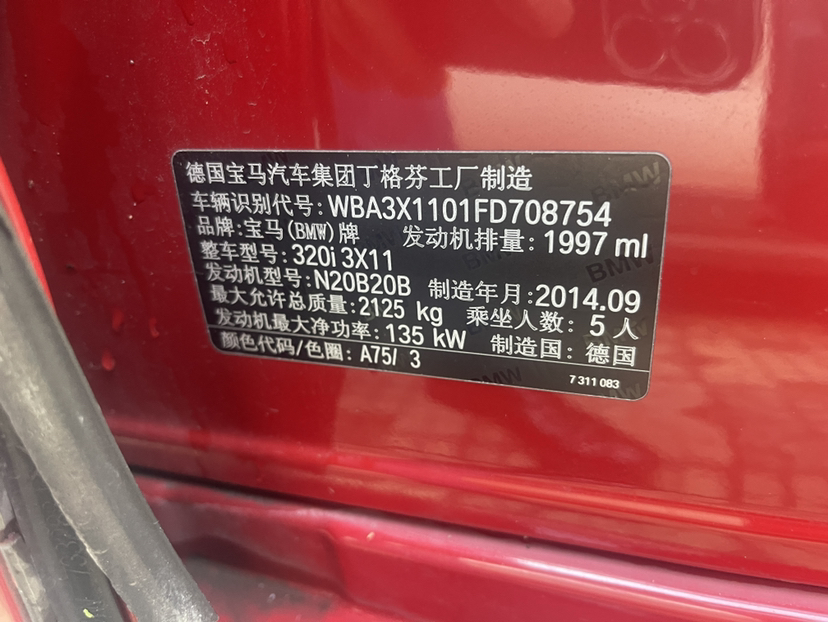 德国宝马汽车集团丁格芬工厂制造
车辆识别代号:WBA3X1101FD708754
品牌:宝马(BMW)牌 发动机排量:1997 ml
整车型号:320i 3X11
发动机型号:N20B20B 制造年月:2014.09
最大允许总质量:2125 kg 乘坐人数: 5 人
发动机最大净功率:135 kW 制造国: 德国
颜色代码/色圈: A75/ 3
7 311 083
BMW
BMW
BMW